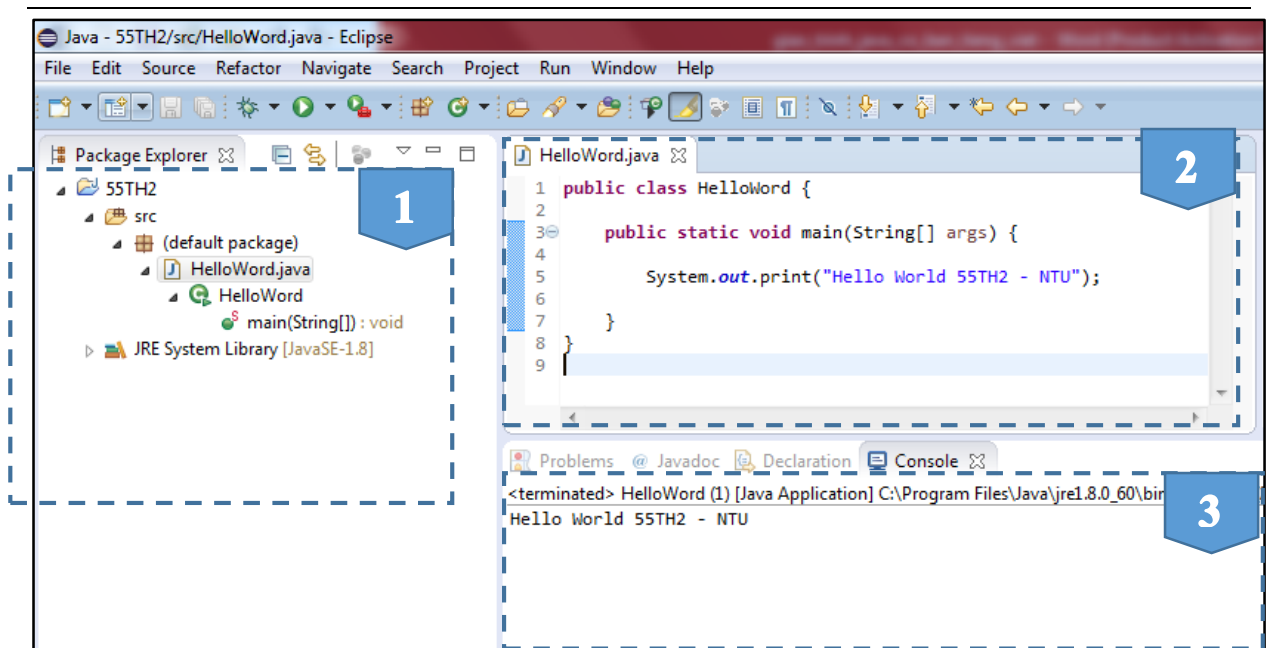 Java - 55TH2/src/HelloWord.java - Eclipse
File Edit Source Refactor Navigate Search Project Run Window Help
Package Explorer
55TH2
src
(default package)
HelloWord.java
HelloWord
main(String[]) : void
JRE System Library [JavaSE-1.8]
1
HelloWord.java
2
1 public class HelloWord {
2
3 public static void main(String[] args) {
4
5 System.out.print("Hello World 55TH2 - NTU");
6
7 }
8 }
9
Problems @ Javadoc Declaration Console
<terminated> HelloWord (1) [Java Application] C:\Program Files\Java\jre1.8.0_60\bin
Hello World 55TH2 - NTU
3